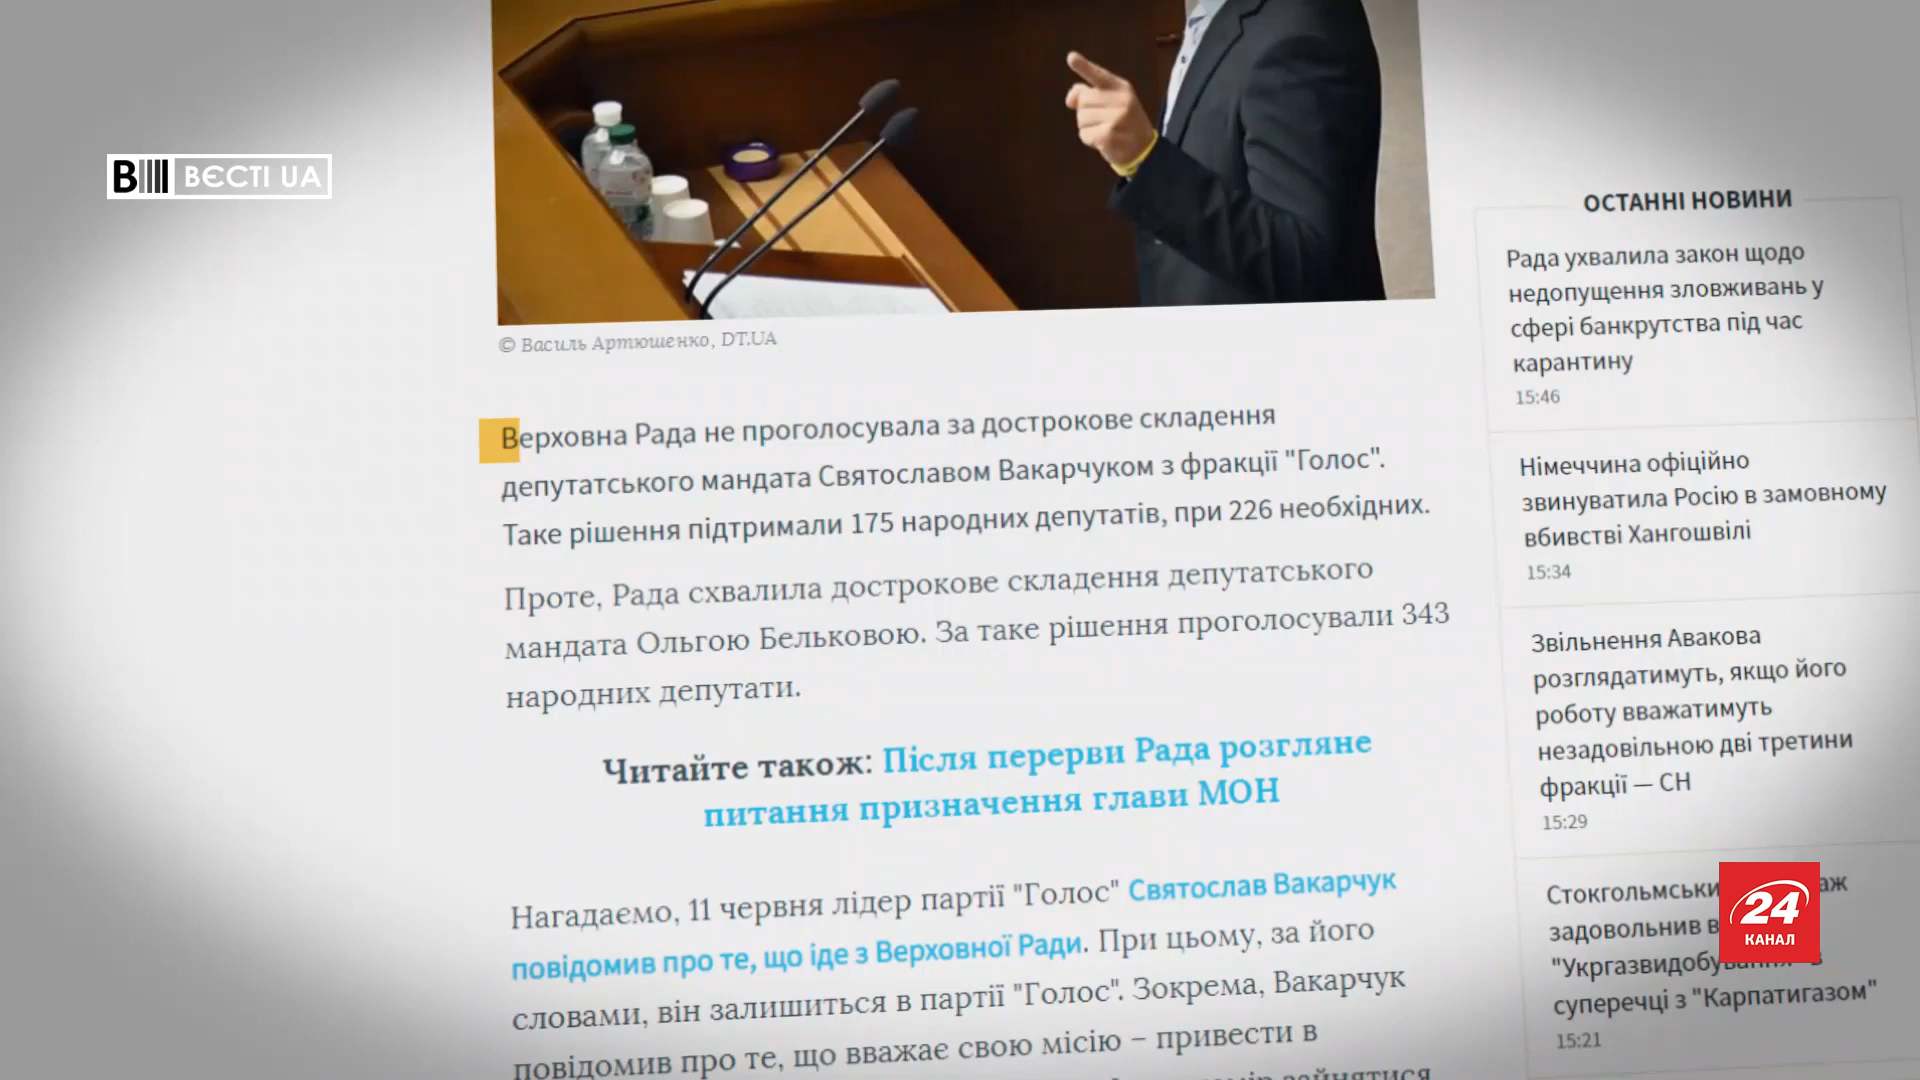 ВІІІ ВЄСТІ UA
© Василь Артюшенко, DT.UA
Верховна Рада не проголосувала за дострокове складення
депутатського мандата Святославом Вакарчуком з фракції "Голос".
Таке рішення підтримали 175 народних депутатів, при 226 необхідних.
Проте, Рада схвалила дострокове складення депутатського
мандата Ольгою Бельковою. За таке рішення проголосували 343
народних депутати.
Читайте також: Після перерви Рада розгляне
питання призначення глави МОН
Нагадаємо, 11 червня лідер партії "Голос" Святослав Вакарчук
повідомив про те, що іде з Верховної Ради. При цьому, за його
словами, він залишиться в партії "Голос". Зокрема, Вакарчук
повідомив про те, що вважає свою місію – привести в
зайнятися
ОСТАННІ НОВИНИ
Рада ухвалила закон щодо
недопущення зловживань у
сфері банкрутства під час
карантину
15:46
Німеччина офіційно
звинуватила Росію в замовному
вбивстві Хангошвілі
15:34
Звільнення Авакова
розглядатимуть, якщо його
роботу вважатимуть
незадовільною дві третини
фракції — СН
15:29
задовольнив
"Укргазвидобування" в
суперечці з "Карпатигазом"
15:21
24
КАНАЛ